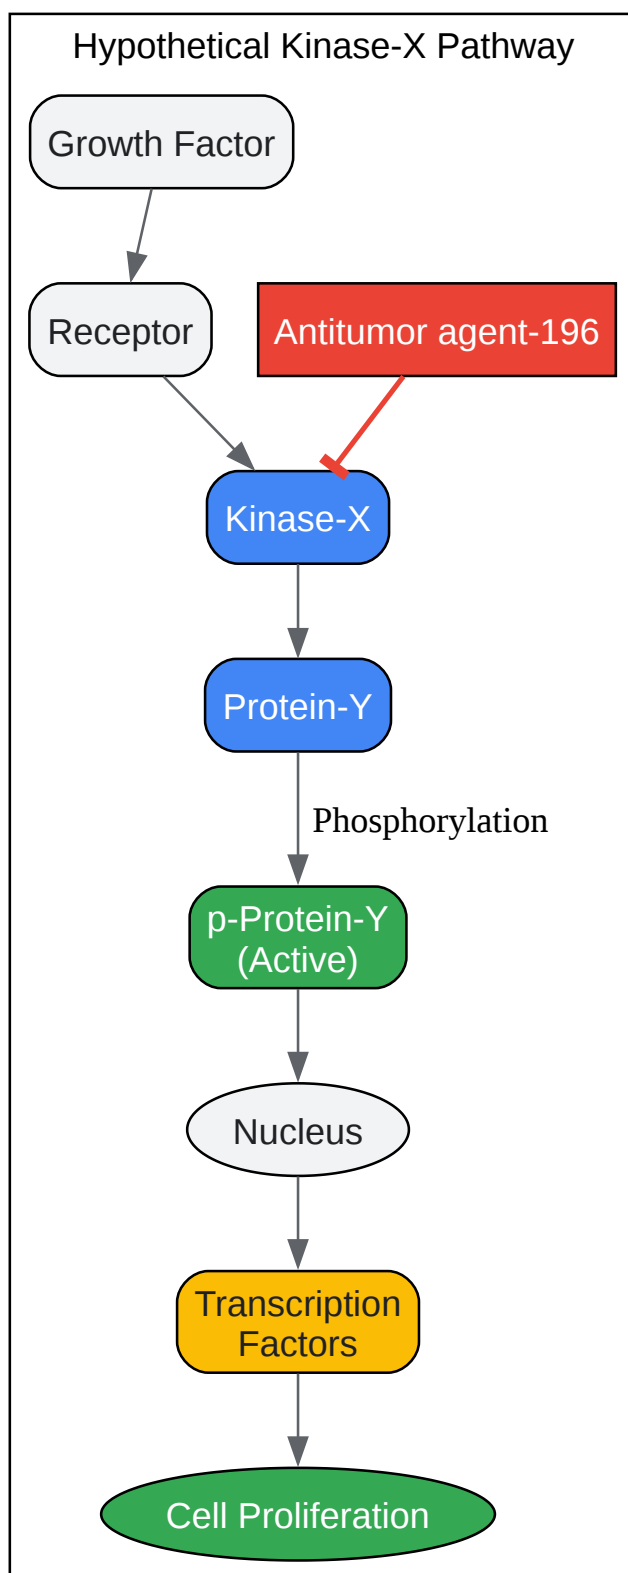 Hypothetical Kinase-X Pathway
Growth Factor
Receptor
Antitumor agent-196
Kinase-X
Protein-Y
Phosphorylation
p-Protein-Y
(Active)
Nucleus
Transcription
Factors
Cell Proliferation